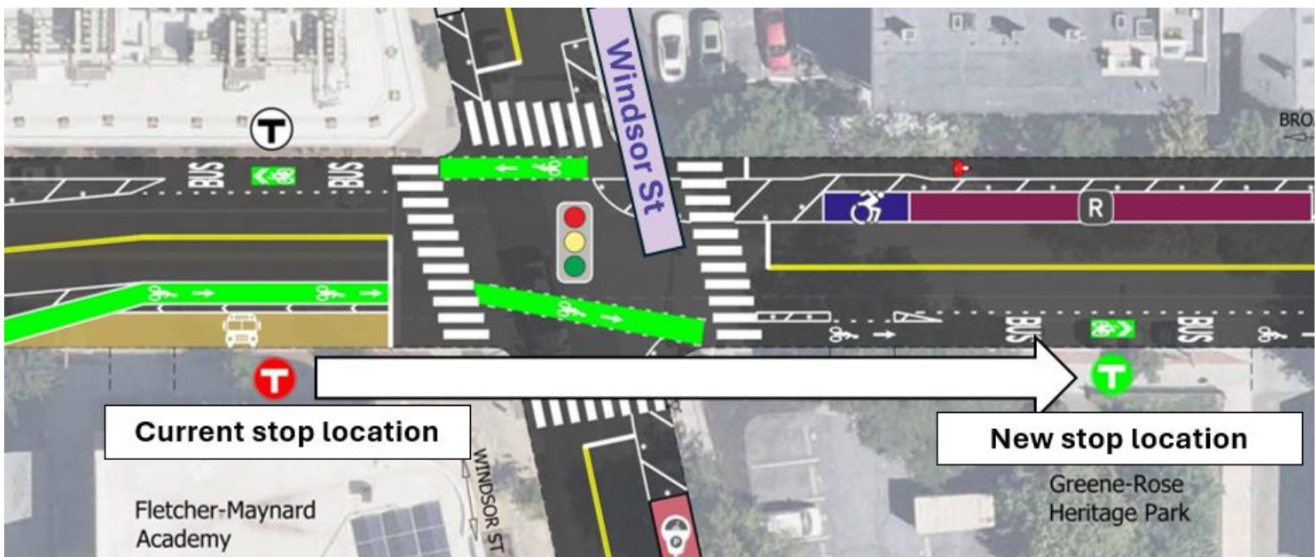 Windsor St
T
BRO
BUS
BUS
R
BUS
BUS
T
T
Current stop location
New stop location
WINDSOR ST
Fletcher-Maynard
Academy
Greene-Rose
Heritage Park
P